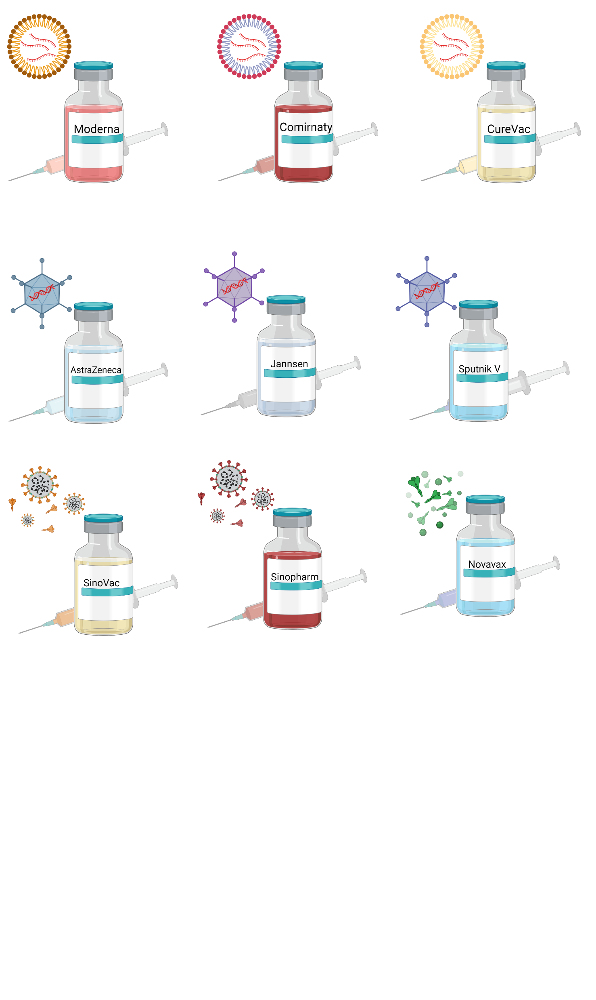 Moderna
Comirnaty
CureVac
AstraZeneca
Jannsen
Sputnik V
SinoVac
Sinopharm
Novavax